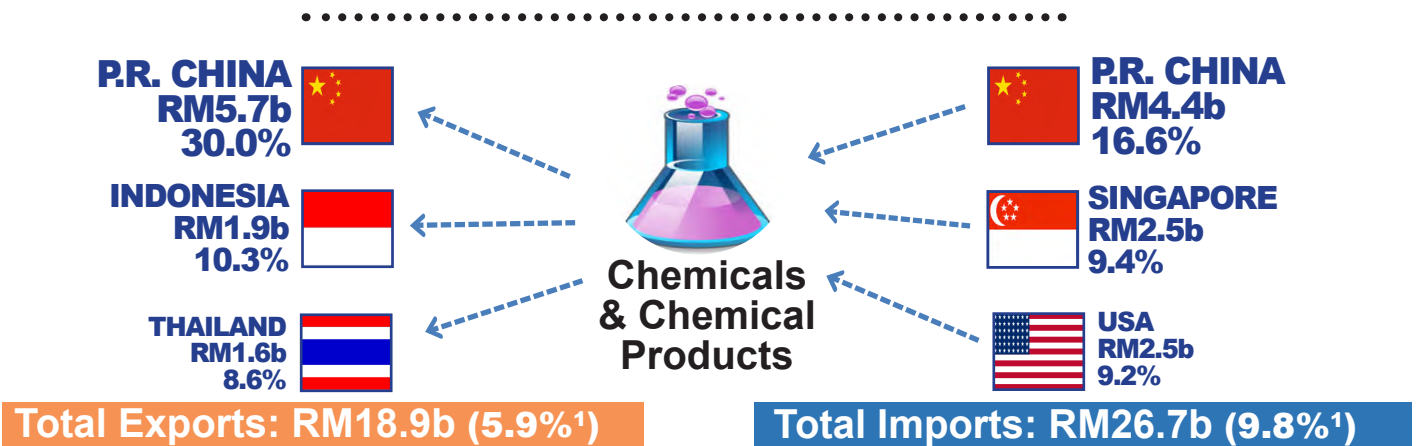 P.R. CHINA
RM5.7b
30.0%
INDONESIA
RM1.9b
10.3%
THAILAND
RM1.6b
8.6%
Chemicals
& Chemical
Products
P.R. CHINA
RM4.4b
16.6%
SINGAPORE
RM2.5b
9.4%
USA
RM2.5b
9.2%
Total Exports: RM18.9b (5.9%¹)
Total Imports: RM26.7b (9.8%¹)